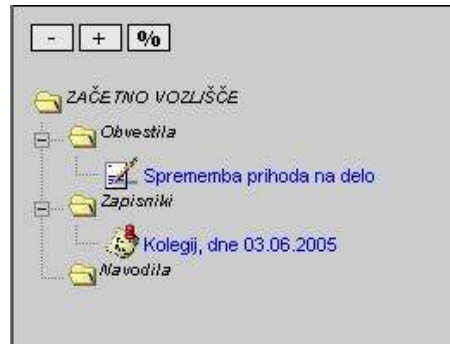 - + %
ZAČETNO VOZLIŠČE
Obvestila
Sprememba prihoda na delo
Zapisniki
Kolegij, dne 03.06.2005
Navodila